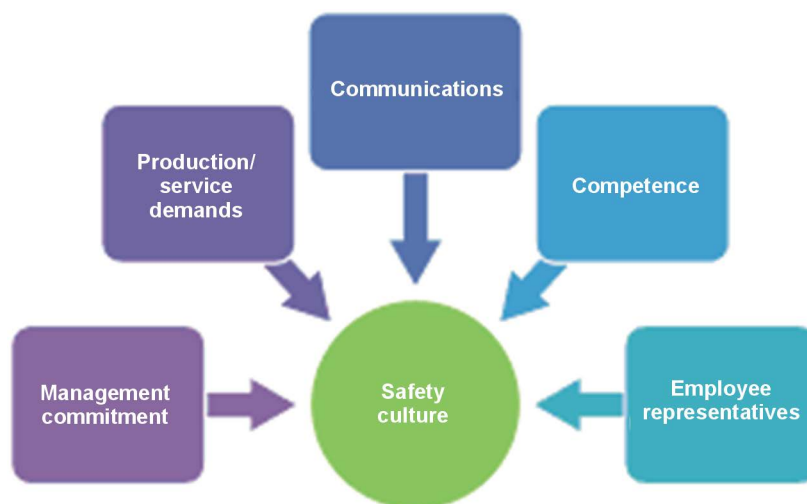 Communications
Production/
service
demands
Competence
Management
commitment
Safety
culture
Employee
representatives